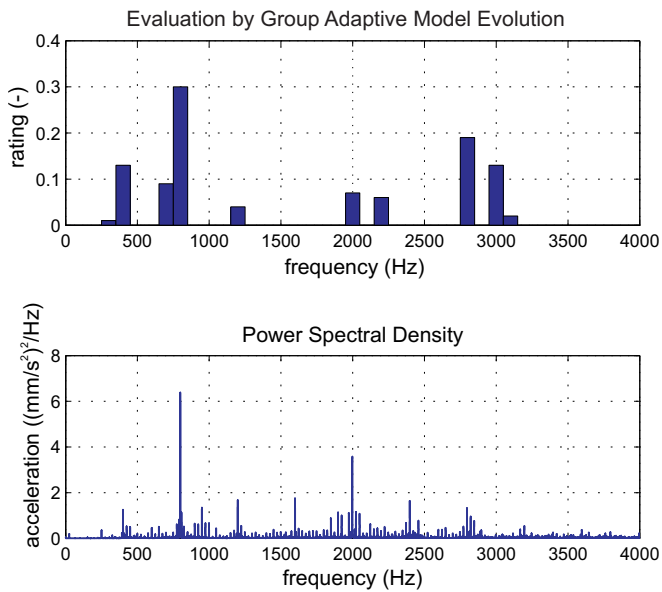 Evaluation by Group Adaptive Model Evolution
0.4
0.3
0.2
0.1
0
rating (-)
0 500 1000 1500 2000 2500 3000 3500 4000
frequency (Hz)
Power Spectral Density
8
6
4
2
0
acceleration ((mm/s²)²/Hz)
0 500 1000 1500 2000 2500 3000 3500 4000
frequency (Hz)